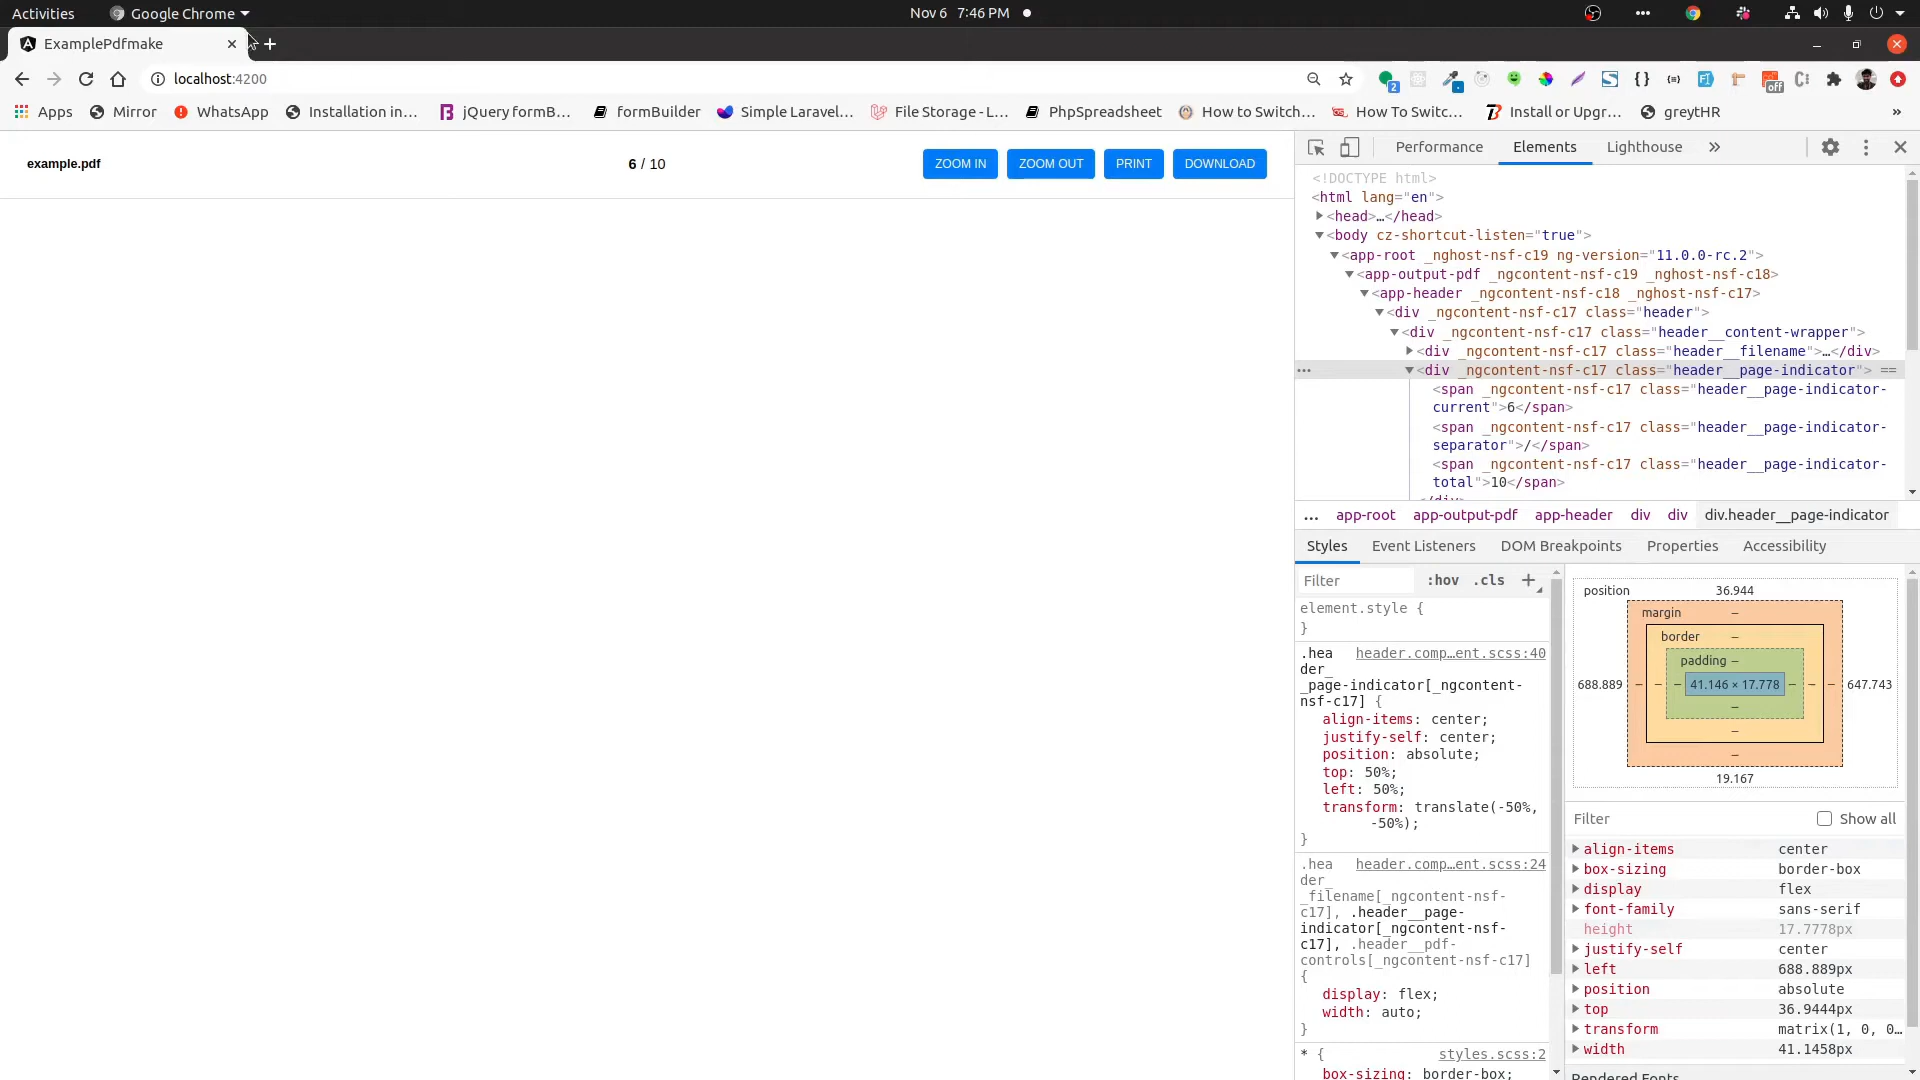 Activities
Google Chrome
Nov 6 7:46 PM
ExamplePdfmake
localhost:4200
2
off
Apps
Mirror
WhatsApp
Installation in…
jQuery formB…
formBuilder
Simple Laravel…
File Storage - L…
PhpSpreadsheet
How to Switch…
How To Switc…
Install or Upgr…
greytHR
»
example.pdf
6 / 10
ZOOM IN
ZOOM OUT
PRINT
DOWNLOAD
Performance
Elements
Lighthouse
»
<!DOCTYPE html>
<html lang="en">
<head>…</head>
<body cz-shortcut-listen="true">
<app-root _nghost-nsf-c19 ng-version="11.0.0-rc.2">
<app-output-pdf _ngcontent-nsf-c19 _nghost-nsf-c18>
<app-header _ngcontent-nsf-c18 _nghost-nsf-c17>
<div _ngcontent-nsf-c17 class="header">
<div _ngcontent-nsf-c17 class="header__content-wrapper">
<div _ngcontent-nsf-c17 class="header__filename">…</div>
… <div _ngcontent-nsf-c17 class="header__page-indicator"> ==
<span _ngcontent-nsf-c17 class="header__page-indicator-
current">6</span>
<span _ngcontent-nsf-c17 class="header__page-indicator-
separator">/</span>
<span _ngcontent-nsf-c17 class="header__page-indicator-
total">10</span>
</div>
…
app-root
app-output-pdf
app-header
div
div
div.header__page-indicator
Styles
Event Listeners
DOM Breakpoints
Properties
Accessibility
Filter
:hov .cls +
element.style {
}
.hea header.comp…ent.scss:40
der_
_page-indicator[_ngcontent-
nsf-c17] {
align-items: center;
justify-self: center;
position: absolute;
top: 50%;
left: 50%;
transform: translate(-50%,
-50%);
}
.hea header.comp…ent.scss:24
der_
_filename[_ngcontent-nsf-
c17], .header__page-
indicator[_ngcontent-nsf-
c17], .header__pdf-
controls[_ngcontent-nsf-c17]
{
display: flex;
width: auto;
}
* { styles.scss:2
box-sizing: border-box;
position 36.944
margin –
border –
padding –
688.889 – – – 41.146 × 17.778 – – – 647.743
–
–
–
19.167
Filter
Show all
align-items center
box-sizing border-box
display flex
font-family sans-serif
height 17.7778px
justify-self center
left 688.889px
position absolute
top 36.9444px
transform matrix(1, 0, 0…
width 41.1458px
Rendered Fonts